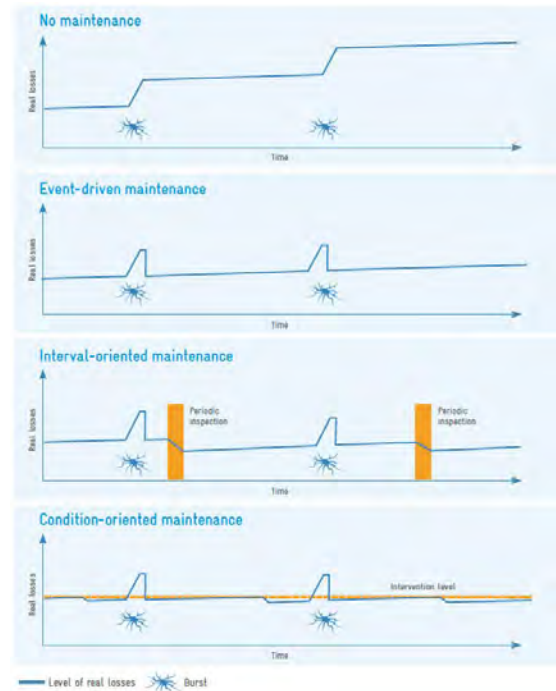 No maintenance
Real losses
Time
Event-driven maintenance
Real losses
Time
Interval-oriented maintenance
Real losses
Periodic
inspection
Periodic
inspection
Time
Condition-oriented maintenance
Real losses
Intervention level
Time
Level of real losses
Burst